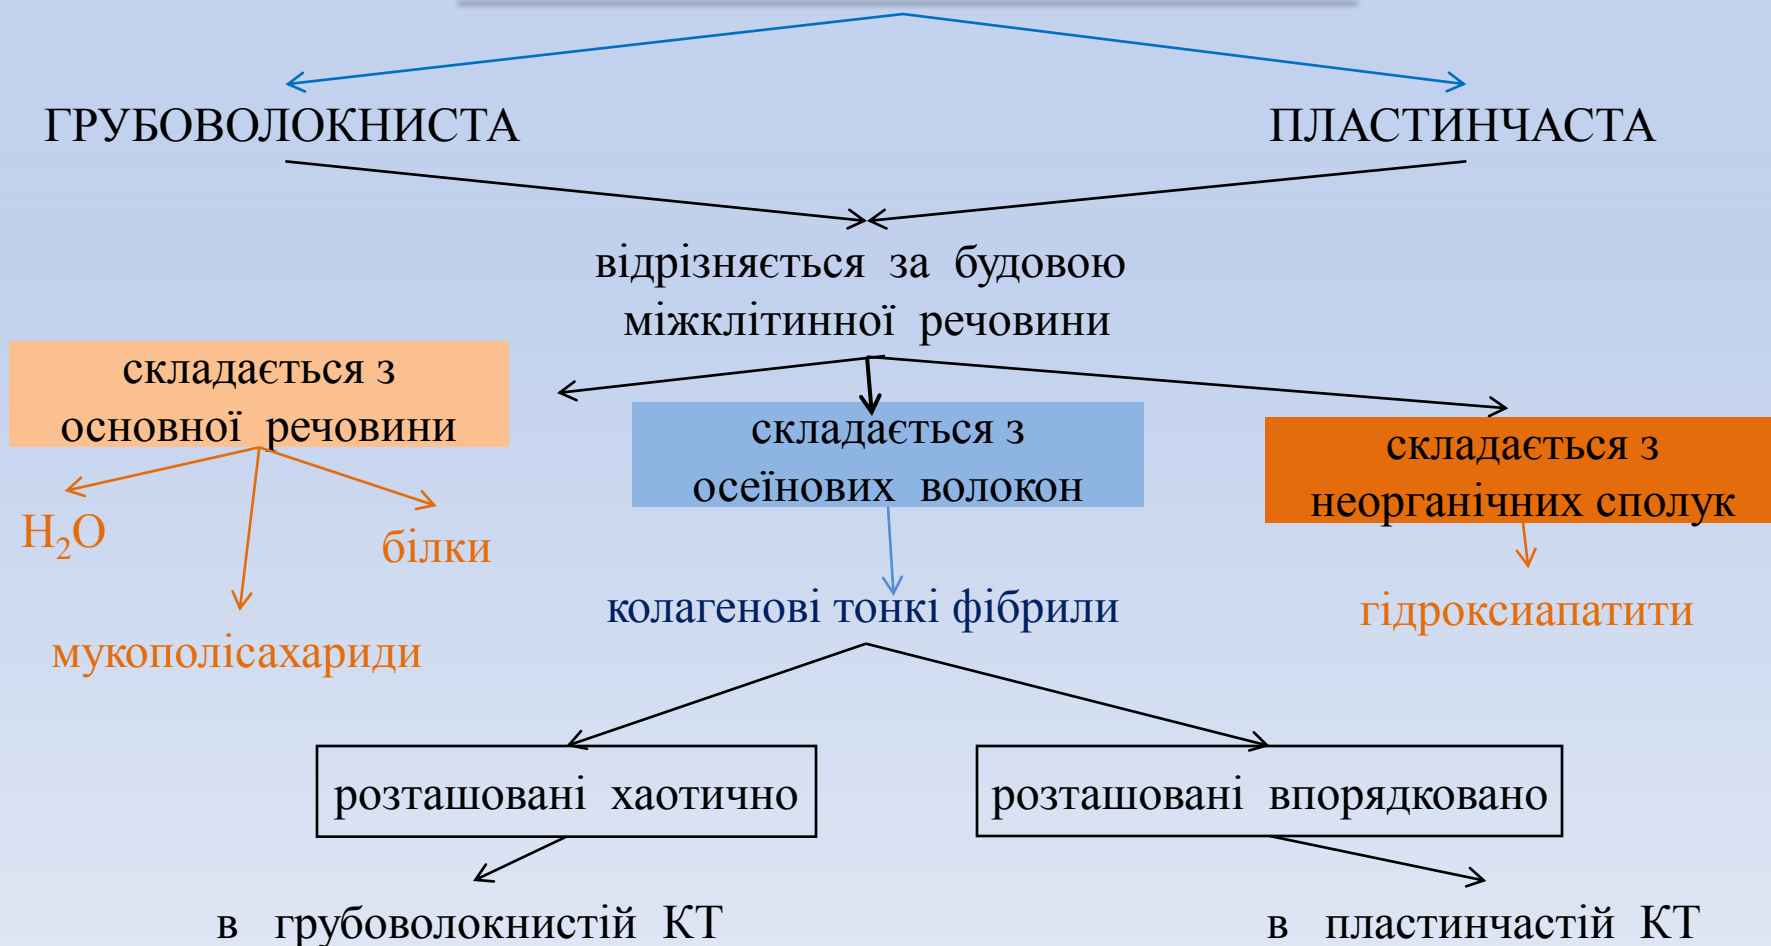 ГРУБОВОЛОКНИСТА
ПЛАСТИНЧАСТА
відрізняється за будовою
міжклітинної речовини
складається з
основної речовини
складається з
осеїнових волокон
складається з
неорганічних сполук
H₂O
білки
мукополісахариди
колагенові тонкі фібрили
гідроксиапатити
розташовані хаотично
розташовані впорядковано
в грубоволокнистій КТ
в пластинчастій КТ